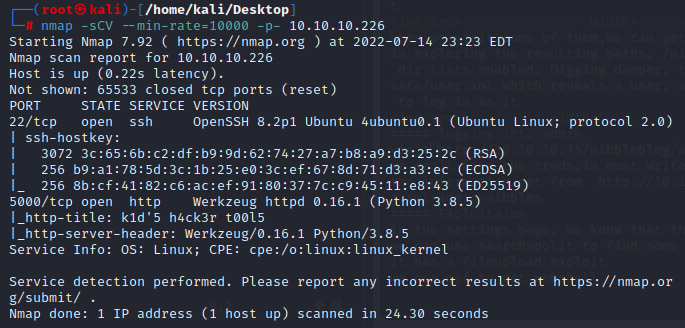 ┌──(root㉿kali)-[/home/kali/Desktop]
└─# nmap -sCV --min-rate=10000 -p- 10.10.10.226
Starting Nmap 7.92 ( https://nmap.org ) at 2022-07-14 23:23 EDT
Nmap scan report for 10.10.10.226
Host is up (0.22s latency).
Not shown: 65533 closed tcp ports (reset)
PORT     STATE SERVICE VERSION
22/tcp   open  ssh     OpenSSH 8.2p1 Ubuntu 4ubuntu0.1 (Ubuntu Linux; protocol 2.0)
| ssh-hostkey:
|   3072 3c:65:6b:c2:df:b9:9d:62:74:27:a7:b8:a9:d3:25:2c (RSA)
|   256 b9:a1:78:5d:3c:1b:25:e0:3c:ef:67:8d:71:d3:a3:ec (ECDSA)
|_  256 8b:cf:41:82:c6:ac:ef:91:80:37:7c:c9:45:11:e8:43 (ED25519)
5000/tcp open  http    Werkzeug httpd 0.16.1 (Python 3.8.5)
|_http-title: k1d'5 h4ck3r t00l5
|_http-server-header: Werkzeug/0.16.1 Python/3.8.5
Service Info: OS: Linux; CPE: cpe:/o:linux:linux_kernel

Service detection performed. Please report any incorrect results at https://nmap.or
g/submit/ .
Nmap done: 1 IP address (1 host up) scanned in 24.30 seconds